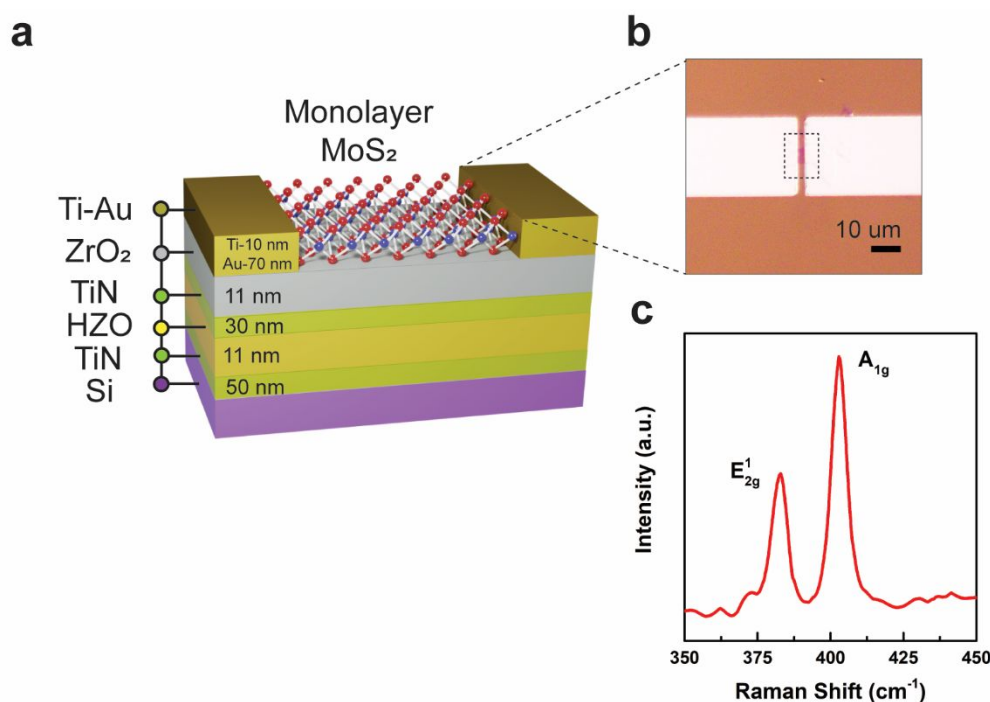 a
Monolayer
MoS₂
Ti-Au
ZrO₂
TiN
HZO
TiN
Si
Ti-10 nm
Au-70 nm
11 nm
30 nm
11 nm
50 nm
b
10 um
c
A₁g
E¹₂g
Intensity (a.u.)
350 375 400 425 450
Raman Shift (cm⁻¹)